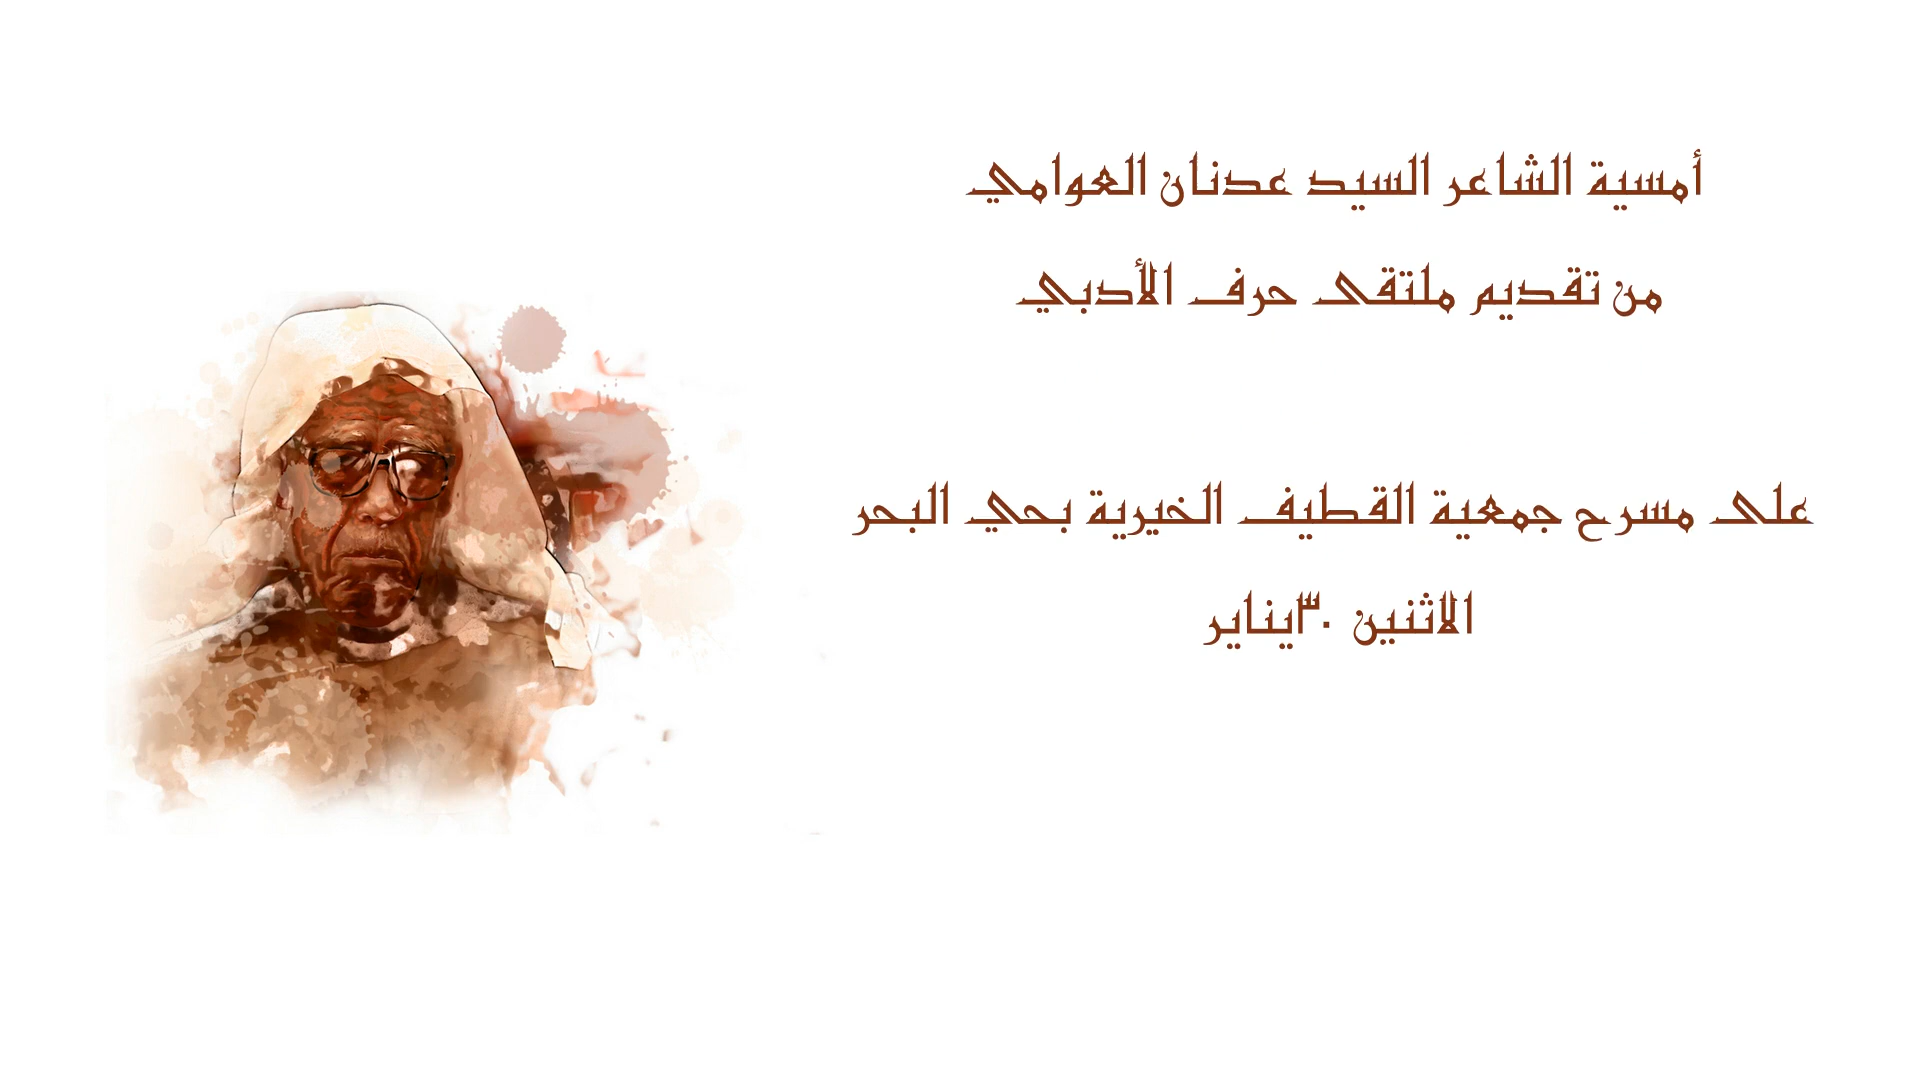 أمسية الشاعر السيد عدنان العوامي
من تقديم ملتقى حرف الأدبي
على مسرح جمعية القطيف الخيرية بحي البحر
الاثنين ٣٠يناير